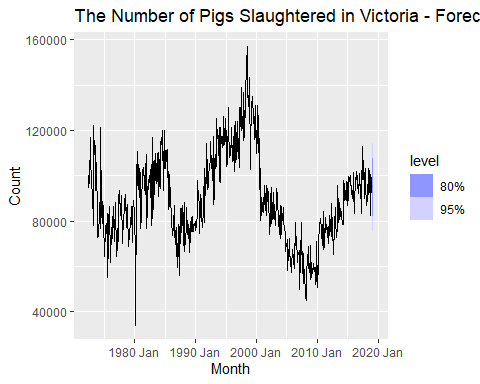 The Number of Pigs Slaughtered in Victoria - Forec
160000
120000
80000
40000
Count
1980 Jan 1990 Jan 2000 Jan 2010 Jan 2020 Jan
Month
level
80%
95%